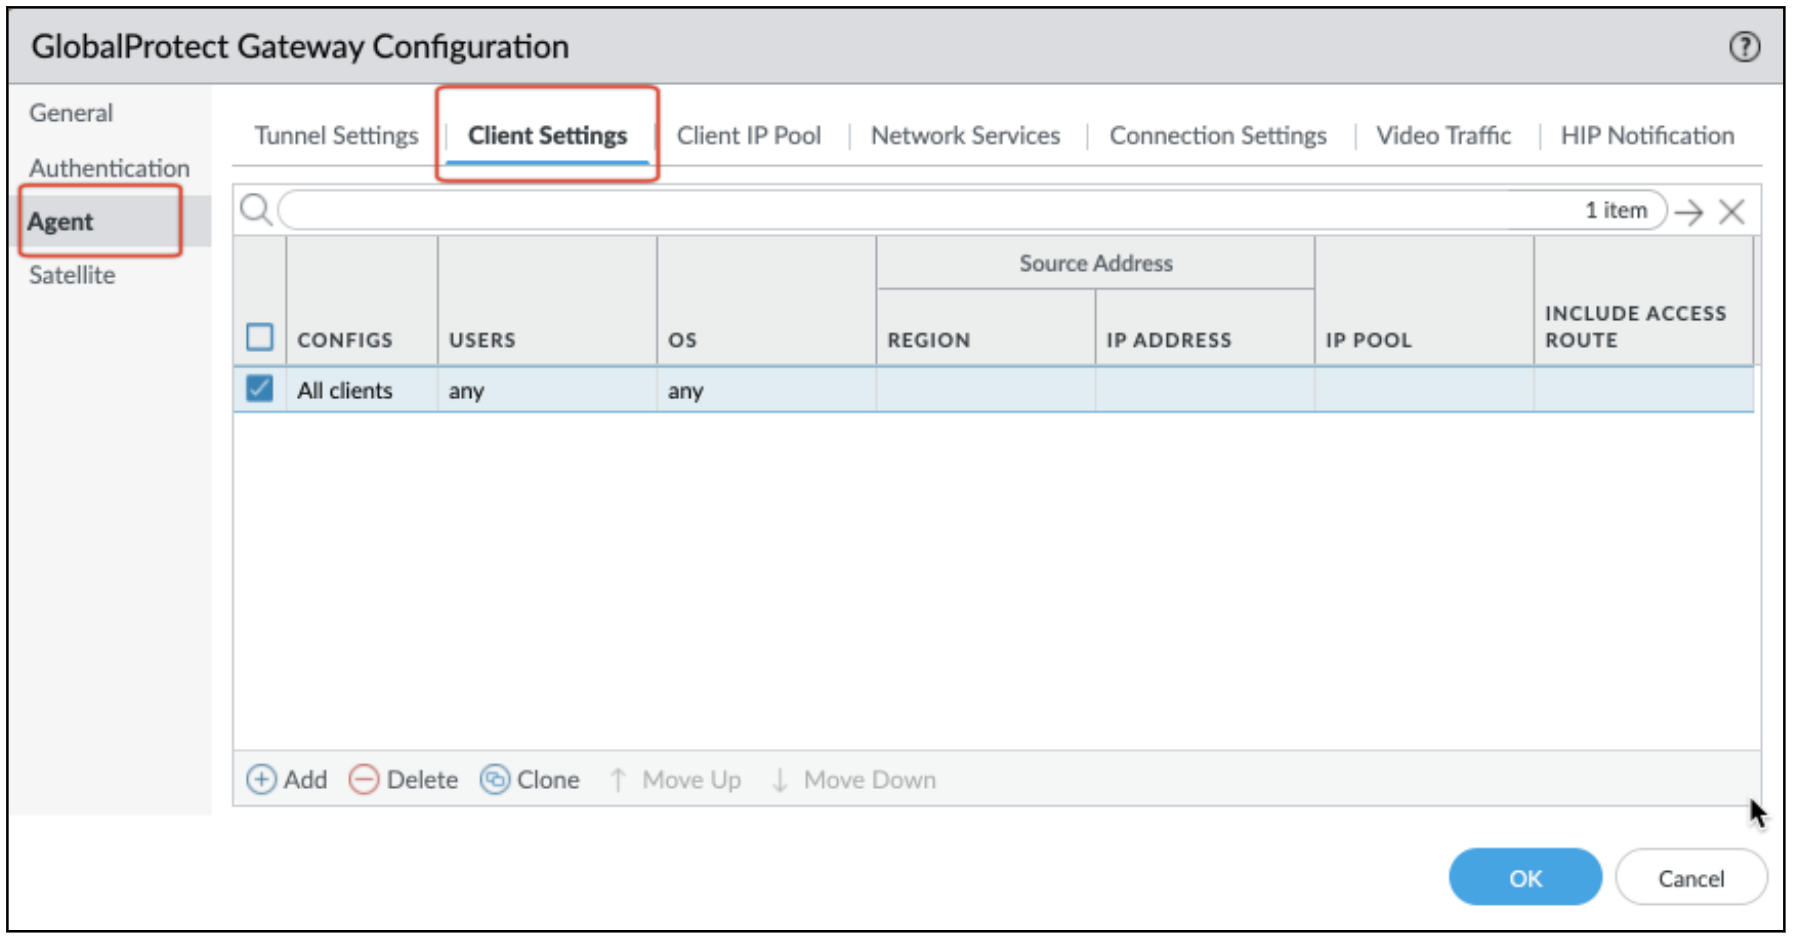 GlobalProtect Gateway Configuration
?
General
Authentication
Agent
Satellite
Tunnel Settings
Client Settings
Client IP Pool
Network Services
Connection Settings
Video Traffic
HIP Notification
1 item
Source Address
CONFIGS
USERS
OS
REGION
IP ADDRESS
IP POOL
INCLUDE ACCESS
ROUTE
All clients
any
any
Add
Delete
Clone
Move Up
Move Down
OK
Cancel